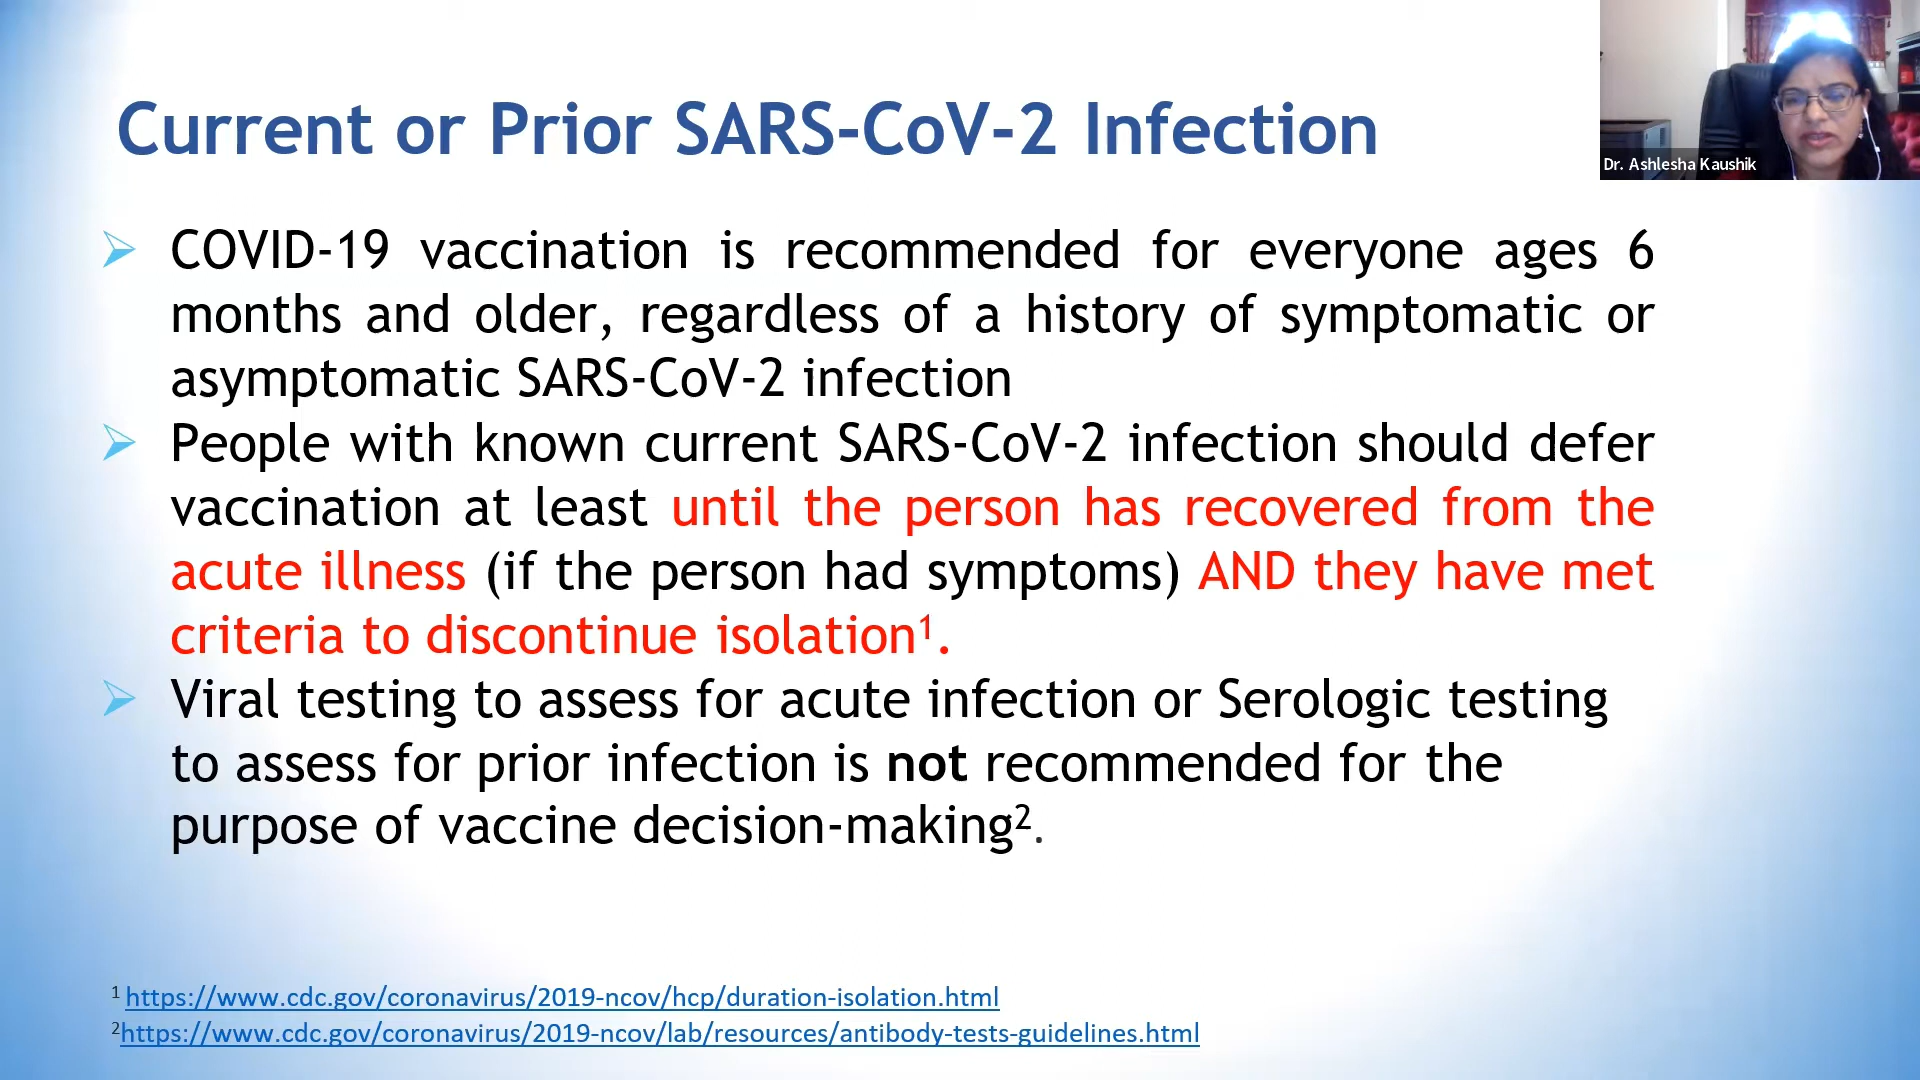 Current or Prior SARS-CoV-2 Infection
Dr. Ashlesha Kaushik
COVID-19 vaccination is recommended for everyone ages 6
months and older, regardless of a history of symptomatic or
asymptomatic SARS-CoV-2 infection
People with known current SARS-CoV-2 infection should defer
vaccination at least until the person has recovered from the
acute illness (if the person had symptoms) AND they have met
criteria to discontinue isolation¹.
Viral testing to assess for acute infection or Serologic testing
to assess for prior infection is not recommended for the
purpose of vaccine decision-making².
¹ https://www.cdc.gov/coronavirus/2019-ncov/hcp/duration-isolation.html
²https://www.cdc.gov/coronavirus/2019-ncov/lab/resources/antibody-tests-guidelines.html